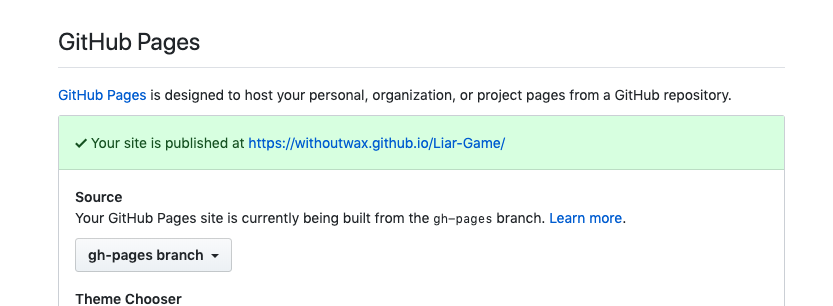 GitHub Pages
GitHub Pages is designed to host your personal, organization, or project pages from a GitHub repository.
Your site is published at https://withoutwax.github.io/Liar-Game/
Source
Your GitHub Pages site is currently being built from the gh-pages branch. Learn more.
gh-pages branch
Theme Chooser